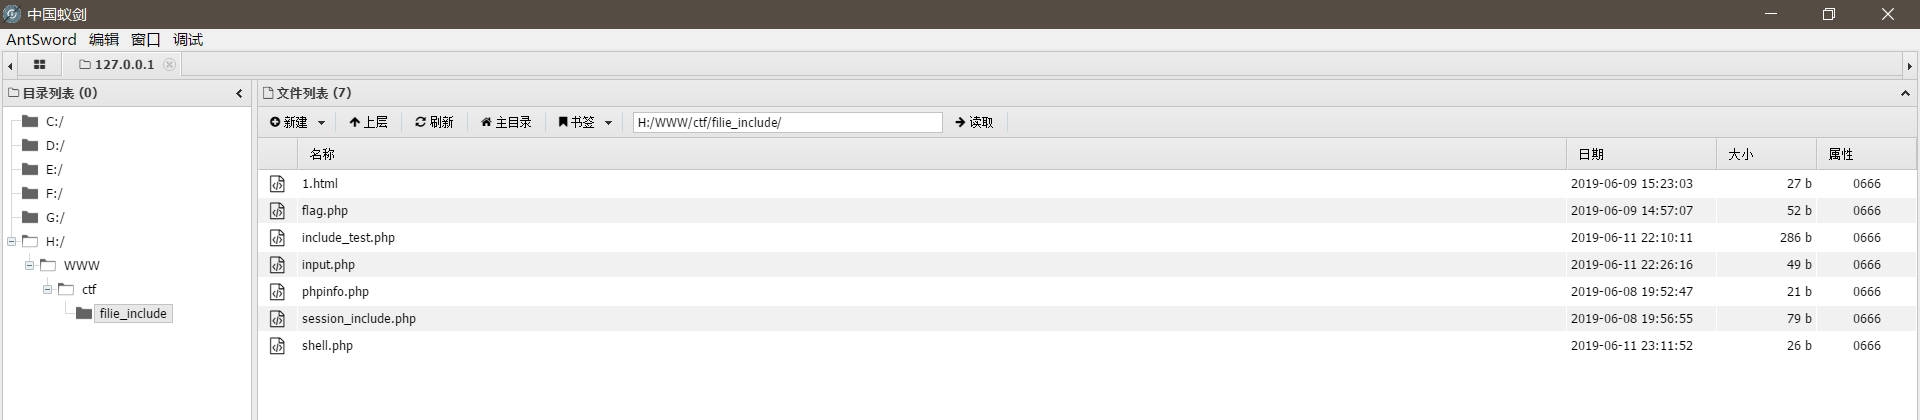 中国蚁剑
AntSword 编辑 窗口 调试
127.0.0.1
目录列表 (0)
C:/
D:/
E:/
F:/
G:/
H:/
WWW
ctf
filie_include
文件列表 (7)
新建 上层 刷新 主目录 书签 H:/WWW/ctf/filie_include/ 读取
名称 日期 大小 属性
1.html 2019-06-09 15:23:03 27 b 0666
flag.php 2019-06-09 14:57:07 52 b 0666
include_test.php 2019-06-11 22:10:11 286 b 0666
input.php 2019-06-11 22:26:16 49 b 0666
phpinfo.php 2019-06-08 19:52:47 21 b 0666
session_include.php 2019-06-08 19:56:55 79 b 0666
shell.php 2019-06-11 23:11:52 26 b 0666